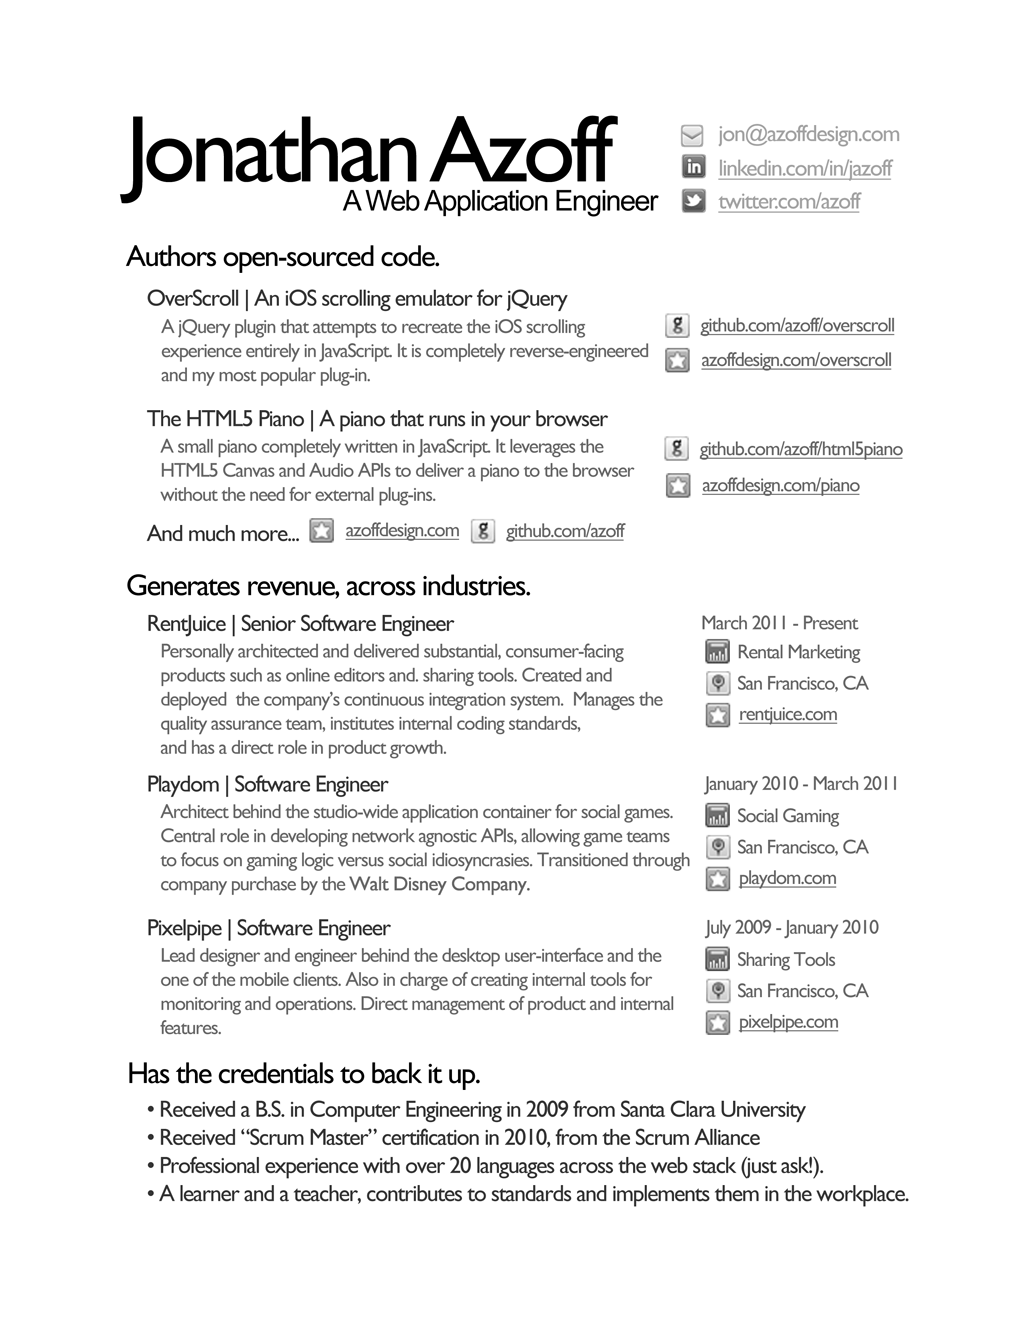 Jonathan Azoff
A Web Application Engineer
jon@azoffdesign.com
linkedin.com/in/jazoff
twitter.com/azoff
Authors open-sourced code.
OverScroll | An iOS scrolling emulator for jQuery
A jQuery plugin that attempts to recreate the iOS scrolling
experience entirely in JavaScript. It is completely reverse-engineered
and my most popular plug-in.
github.com/azoff/overscroll
azoffdesign.com/overscroll
The HTML5 Piano | A piano that runs in your browser
A small piano completely written in JavaScript. It leverages the
HTML5 Canvas and Audio APIs to deliver a piano to the browser
without the need for external plug-ins.
github.com/azoff/html5piano
azoffdesign.com/piano
And much more... azoffdesign.com github.com/azoff
Generates revenue, across industries.
RentJuice | Senior Software Engineer
Personally architected and delivered substantial, consumer-facing
products such as online editors and. sharing tools. Created and
deployed  the company's continuous integration system.  Manages the
quality assurance team, institutes internal coding standards,
and has a direct role in product growth.
March 2011 - Present
Rental Marketing
San Francisco, CA
rentjuice.com
Playdom | Software Engineer
Architect behind the studio-wide application container for social games.
Central role in developing network agnostic APIs, allowing game teams
to focus on gaming logic versus social idiosyncrasies. Transitioned through
company purchase by the Walt Disney Company.
January 2010 - March 2011
Social Gaming
San Francisco, CA
playdom.com
Pixelpipe | Software Engineer
Lead designer and engineer behind the desktop user-interface and the
one of the mobile clients. Also in charge of creating internal tools for
monitoring and operations. Direct management of product and internal
features.
July 2009 - January 2010
Sharing Tools
San Francisco, CA
pixelpipe.com
Has the credentials to back it up.
• Received a B.S. in Computer Engineering in 2009 from Santa Clara University
• Received “Scrum Master” certification in 2010, from the Scrum Alliance
• Professional experience with over 20 languages across the web stack (just ask!).
• A learner and a teacher, contributes to standards and implements them in the workplace.